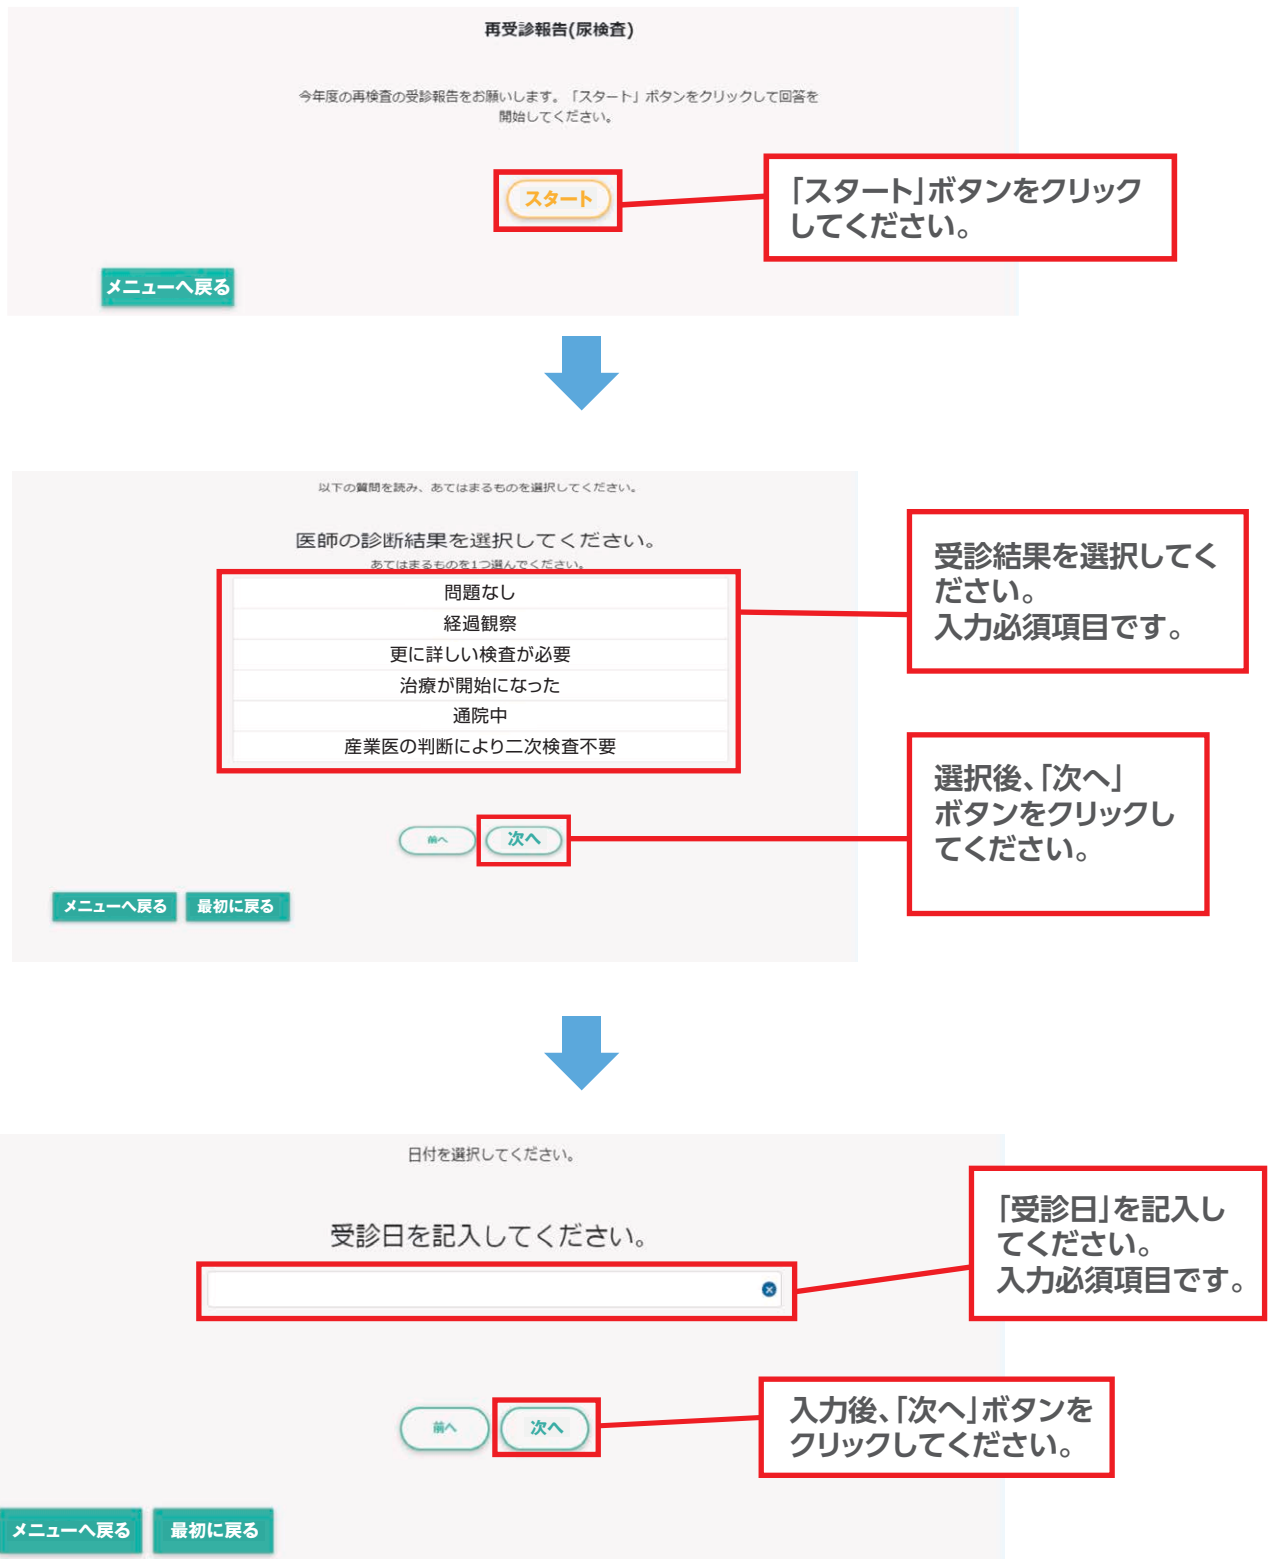 再受診報告(尿検査)
今年度の再検査の受診報告をお願いします。「スタート」ボタンをクリックして回答を
開始してください。
スタート
「スタート」ボタンをクリック
してください。
メニューへ戻る
以下の質問を読み、あてはまるものを選択してください。
医師の診断結果を選択してください。
あてはまるものを1つ選んでください。
問題なし
経過観察
更に詳しい検査が必要
治療が開始になった
通院中
産業医の判断により二次検査不要
受診結果を選択してく
ださい。
入力必須項目です。
前へ
次へ
選択後、「次へ」
ボタンをクリックし
てください。
メニューへ戻る
最初に戻る
日付を選択してください。
受診日を記入してください。
「受診日」を記入し
てください。
入力必須項目です。
前へ
次へ
入力後、「次へ」ボタンを
クリックしてください。
メニューへ戻る
最初に戻る